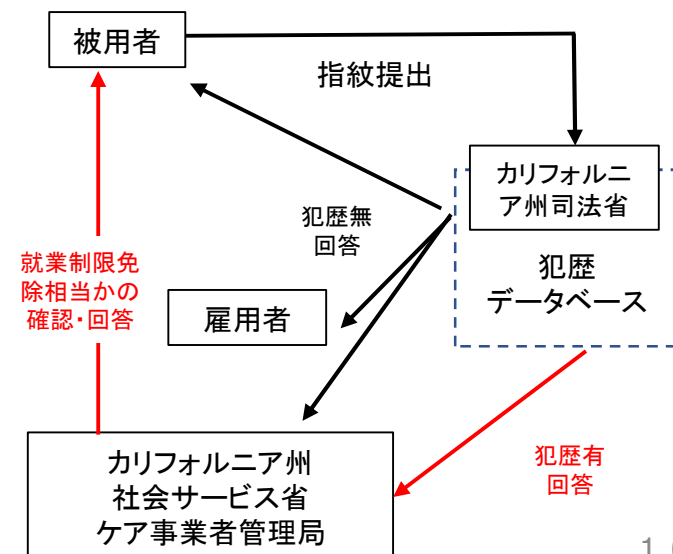 被用者
指紋提出
カリフォルニ
ア州司法省
犯歴無
回答
犯歴
データベース
就業制限免
除相当かの
確認・回答
雇用者
カリフォルニア州
社会サービス省
ケア事業者管理局
犯歴有
回答
1